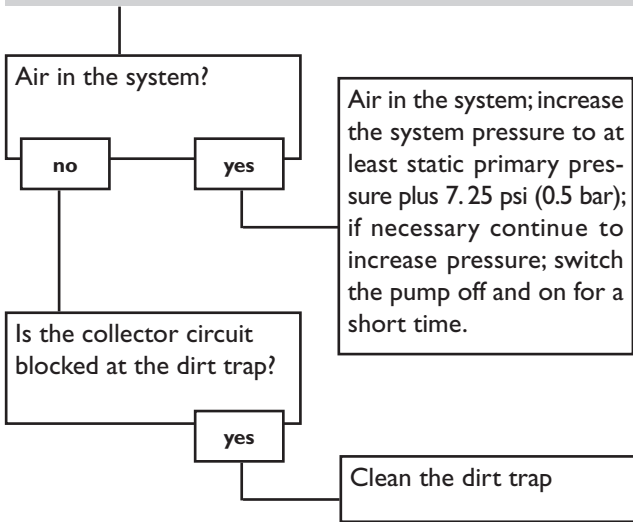 Air in the system?
no
yes
Air in the system; increase
the system pressure to at
least static primary pres-
sure plus 7. 25 psi (0.5 bar);
if necessary continue to
increase pressure; switch
the pump off and on for a
short time.
Is the collector circuit
blocked at the dirt trap?
yes
Clean the dirt trap